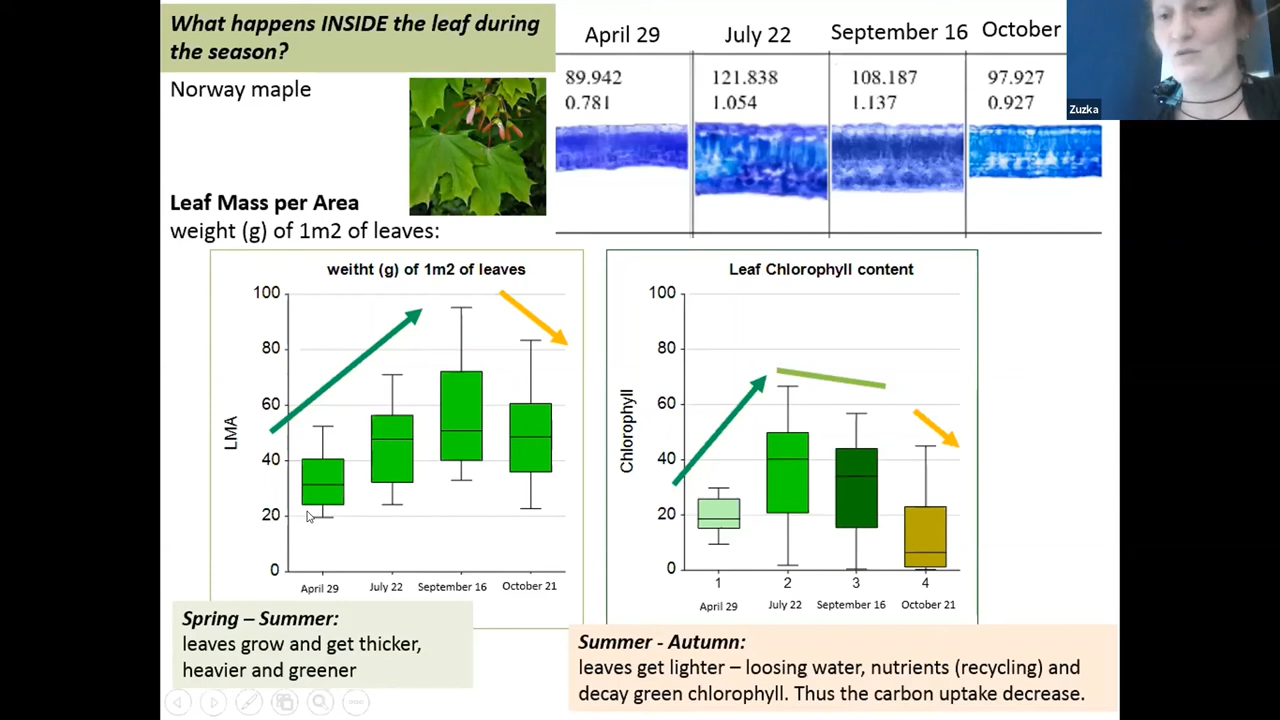 What happens INSIDE the leaf during
the season?
Norway maple
April 29
July 22
September 16
October
89.942
121.838
108.187
97.927
0.781
1.054
1.137
0.927
Zuzka
Leaf Mass per Area
weight (g) of 1m2 of leaves:
weitht (g) of 1m2 of leaves
100
80
60
40
20
0
LMA
April 29
July 22
September 16
October 21
Leaf Chlorophyll content
100
80
60
40
20
0
Chlorophyll
1
2
3
4
April 29
July 22
September 16
October 21
Spring – Summer:
leaves grow and get thicker,
heavier and greener
Summer - Autumn:
leaves get lighter – loosing water, nutrients (recycling) and
decay green chlorophyll. Thus the carbon uptake decrease.